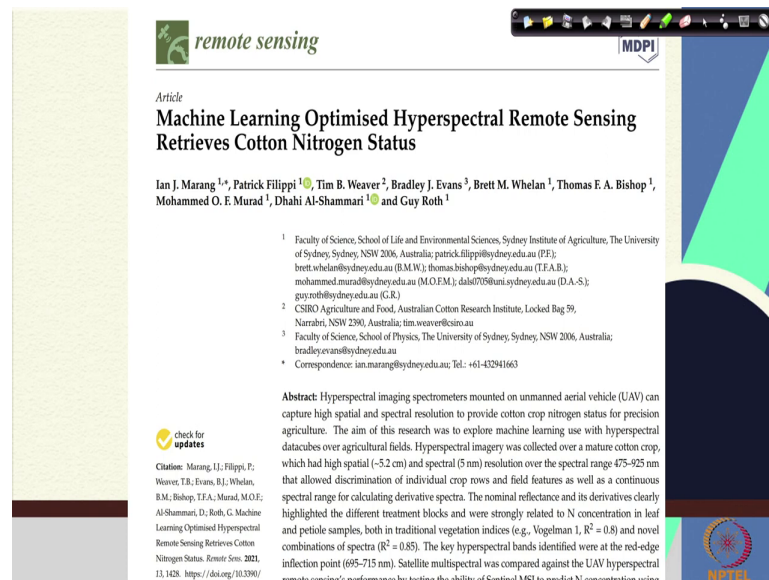 remote sensing
MDPI
Article
Machine Learning Optimised Hyperspectral Remote Sensing
Retrieves Cotton Nitrogen Status
Ian J. Marang 1,*, Patrick Filippi 1, Tim B. Weaver 2, Bradley J. Evans 3, Brett M. Whelan 1, Thomas F. A. Bishop 1,
Mohammed O. F. Murad 1, Dhahi Al-Shammari 1 and Guy Roth 1
1 Faculty of Science, School of Life and Environmental Sciences, Sydney Institute of Agriculture, The University
of Sydney, Sydney, NSW 2006, Australia; patrick.filippi@sydney.edu.au (P.F.);
brett.whelan@sydney.edu.au (B.M.W.); thomas.bishop@sydney.edu.au (T.F.A.B.);
mohammed.murad@sydney.edu.au (M.O.F.M.); dals0705@uni.sydney.edu.au (D.A.-S.);
guy.roth@sydney.edu.au (G.R.)
2 CSIRO Agriculture and Food, Australian Cotton Research Institute, Locked Bag 59,
Narrabri, NSW 2390, Australia; tim.weaver@csiro.au
3 Faculty of Science, School of Physics, The University of Sydney, Sydney, NSW 2006, Australia;
bradley.evans@sydney.edu.au
* Correspondence: ian.marang@sydney.edu.au; Tel.: +61-432941663
Abstract: Hyperspectral imaging spectrometers mounted on unmanned aerial vehicle (UAV) can
capture high spatial and spectral resolution to provide cotton crop nitrogen status for precision
agriculture. The aim of this research was to explore machine learning use with hyperspectral
datacubes over agricultural fields. Hyperspectral imagery was collected over a mature cotton crop,
which had high spatial (~5.2 cm) and spectral (5 nm) resolution over the spectral range 475–925 nm
that allowed discrimination of individual crop rows and field features as well as a continuous
spectral range for calculating derivative spectra. The nominal reflectance and its derivatives clearly
highlighted the different treatment blocks and were strongly related to N concentration in leaf
and petiole samples, both in traditional vegetation indices (e.g., Vogelman 1, R2 = 0.8) and novel
combinations of spectra (R2 = 0.85). The key hyperspectral bands identified were at the red-edge
inflection point (695–715 nm). Satellite multispectral was compared against the UAV hyperspectral
remote sensing's performance by testing the ability of Sentinel MSI to predict N concentration using
check for
updates
Citation: Marang, I.J.; Filippi, P.;
Weaver, T.B.; Evans, B.J.; Whelan,
B.M.; Bishop, T.F.A.; Murad, M.O.F.;
Al-Shammari, D.; Roth, G. Machine
Learning Optimised Hyperspectral
Remote Sensing Retrieves Cotton
Nitrogen Status. Remote Sens. 2021,
13, 1428. https://doi.org/10.3390/
NPTEL